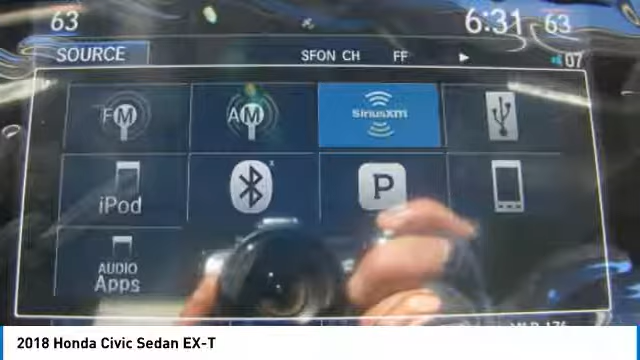 63 6:31 63
SOURCE SFON CH FF 07
FM AM SiriusXM
iPod P
AUDIO
Apps
2018 Honda Civic Sedan EX-T